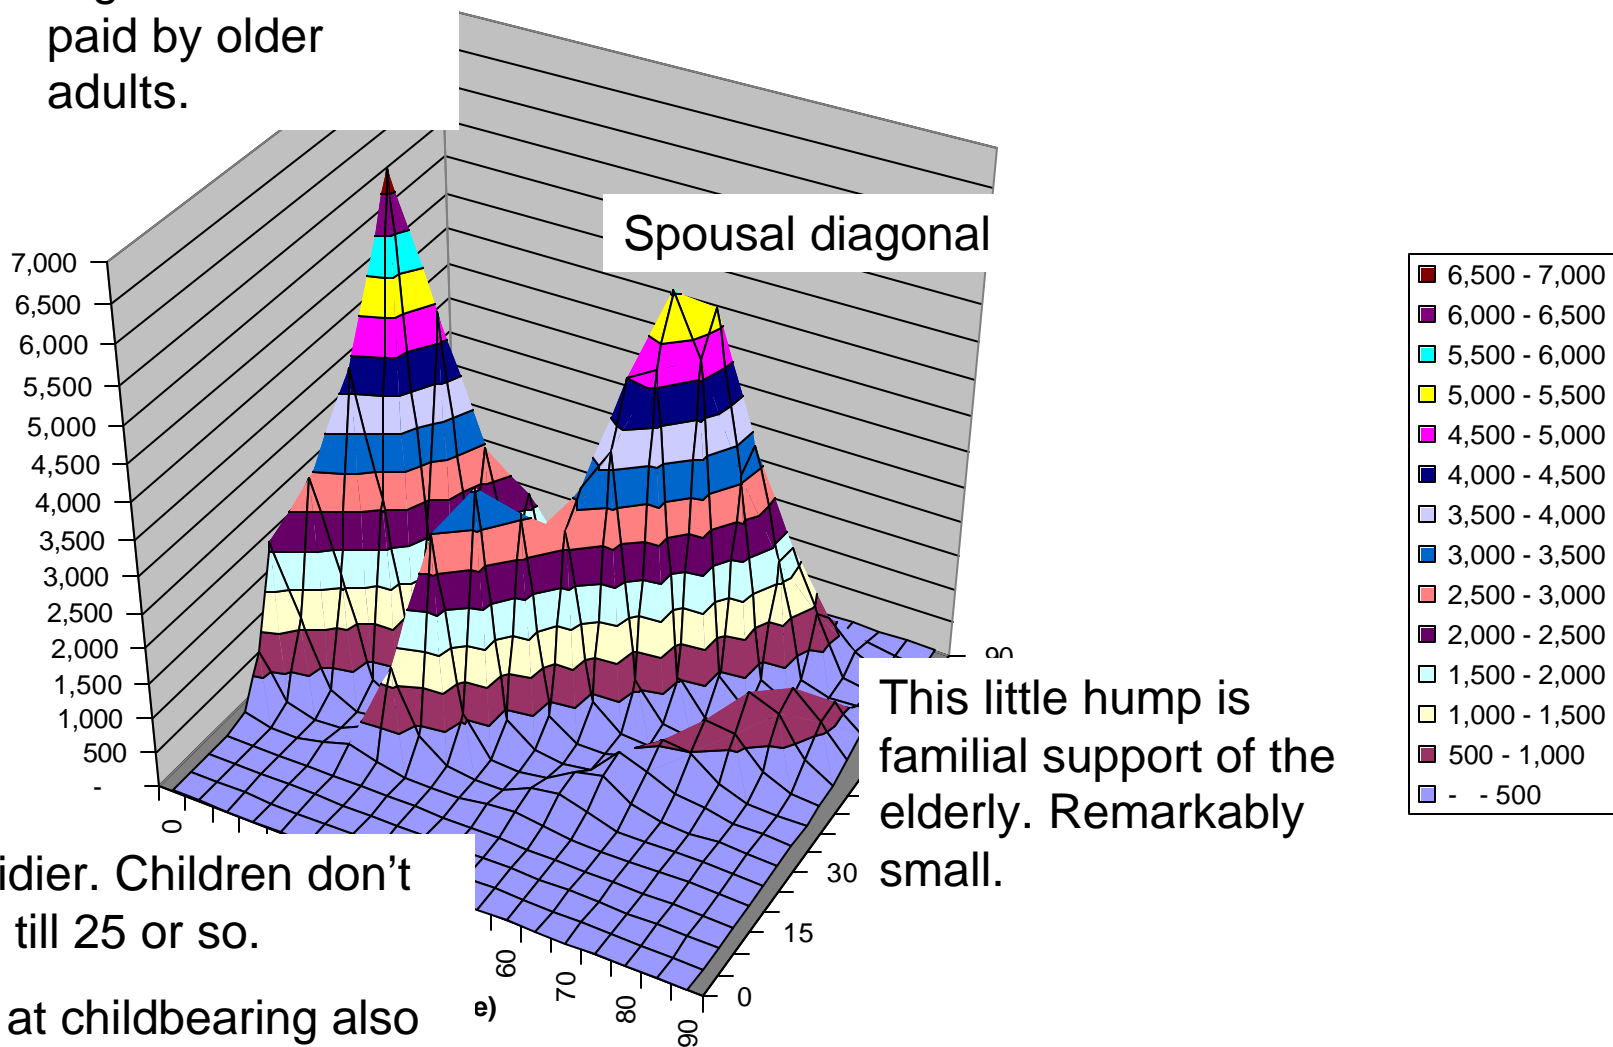 paid by older
adults.
Spousal diagonal
7,000
6,500
6,000
5,500
5,000
4,500
4,000
3,500
3,000
2,500
2,000
1,500
1,000
500
-
0
60
70
80
90
0
15
30
90
This little hump is
familial support of the
elderly. Remarkably
small.
idier. Children don't
till 25 or so.
at childbearing also
e)
6,500 - 7,000
6,000 - 6,500
5,500 - 6,000
5,000 - 5,500
4,500 - 5,000
4,000 - 4,500
3,500 - 4,000
3,000 - 3,500
2,500 - 3,000
2,000 - 2,500
1,500 - 2,000
1,000 - 1,500
500 - 1,000
- - 500